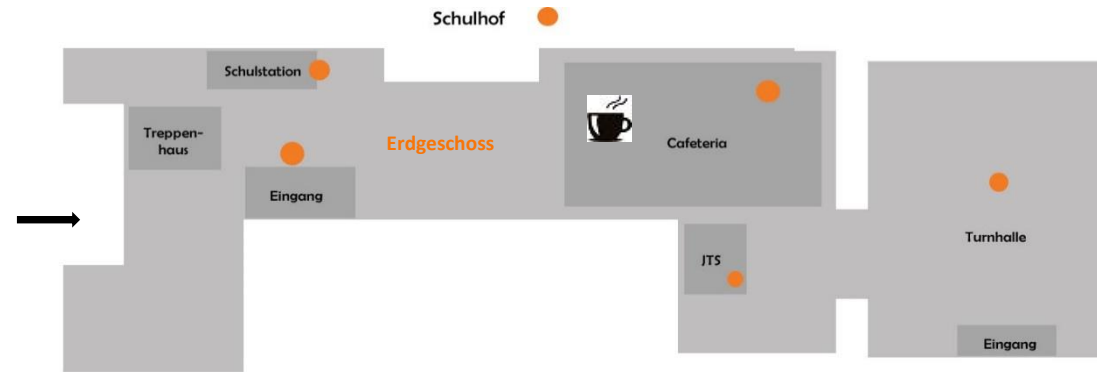 Schulhof
Schulstation
Treppen-
haus
Erdgeschoss
Cafeteria
Eingang
Turnhalle
JTS
Eingang